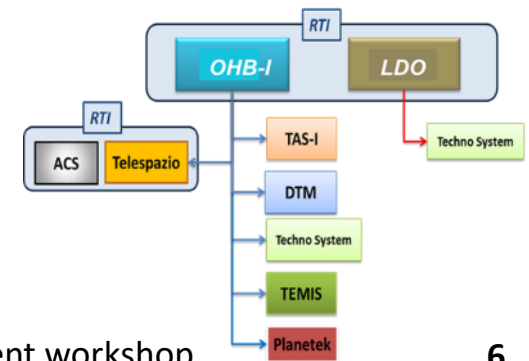 RTI
OHB-I
LDO
RTI
ACS
Telespazio
TAS-I
Techno System
DTM
Techno System
TEMIS
Planetek
ent workshop
6